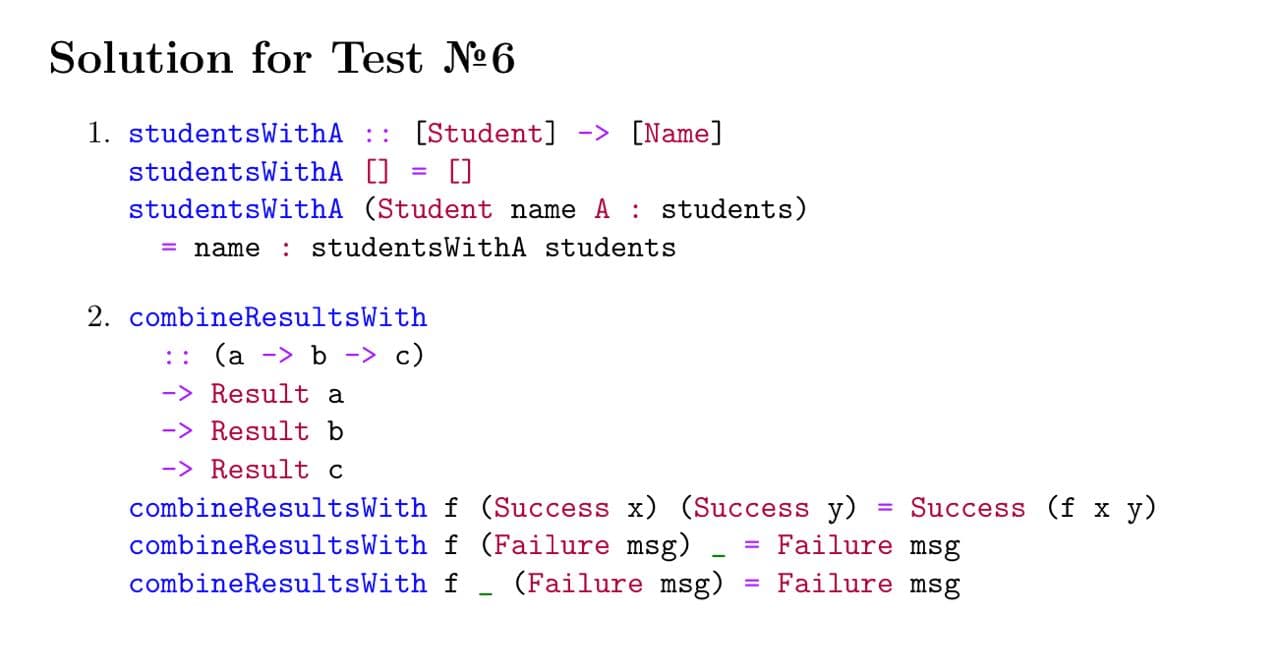 Solution for Test №6
1. studentsWithA :: [Student] -> [Name]
studentsWithA [] = []
studentsWithA (Student name A : students)
= name : studentsWithA students
2. combineResultsWith
:: (a -> b -> c)
-> Result a
-> Result b
-> Result c
combineResultsWith f (Success x) (Success y) = Success (f x y)
combineResultsWith f (Failure msg) _ = Failure msg
combineResultsWith f _ (Failure msg) = Failure msg